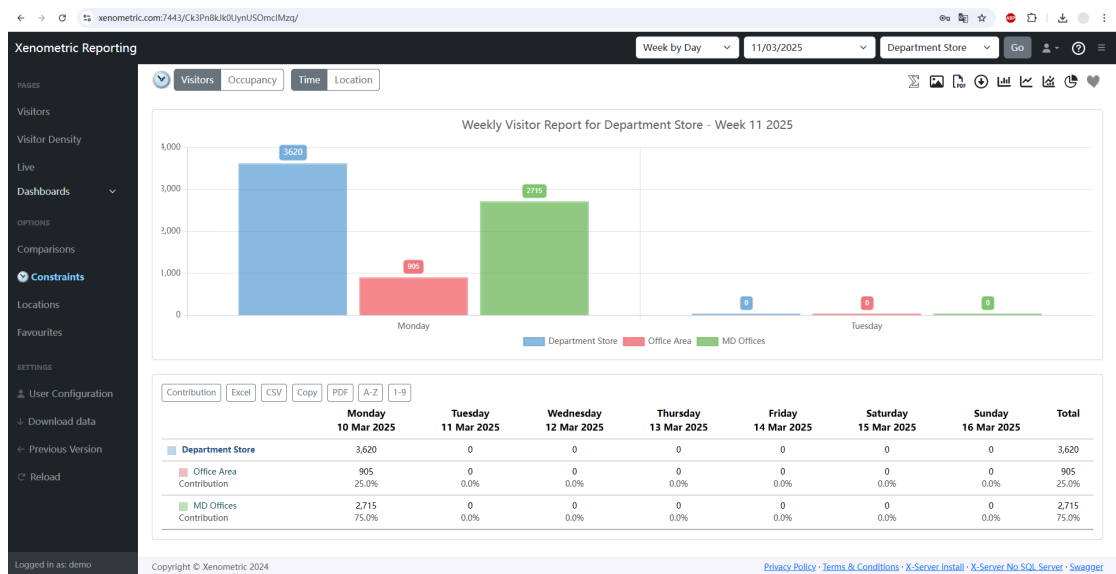 xenometric.com:7443/Ck3Pn8kJk0UynUSOmclMzq/
Xenometric Reporting
Week by Day
11/03/2025
Department Store
Go
PAGES
Visitors
Visitor Density
Live
Dashboards
OPTIONS
Comparisons
Constraints
Locations
Favourites
SETTINGS
User Configuration
Download data
Previous Version
Reload
Logged in as: demo
Visitors Occupancy Time Location
PDF
Weekly Visitor Report for Department Store - Week 11 2025
4,000
3,000
2,000
1,000
0
3620
905
2715
0
0
0
Monday Tuesday
Department Store Office Area MD Offices
Contribution Excel CSV Copy PDF A-Z 1-9
Monday Tuesday Wednesday Thursday Friday Saturday Sunday Total
10 Mar 2025 11 Mar 2025 12 Mar 2025 13 Mar 2025 14 Mar 2025 15 Mar 2025 16 Mar 2025
Department Store 3,620 0 0 0 0 0 0 3,620
Office Area 905 0 0 0 0 0 0 905
Contribution 25.0% 0.0% 0.0% 0.0% 0.0% 0.0% 0.0% 25.0%
MD Offices 2,715 0 0 0 0 0 0 2,715
Contribution 75.0% 0.0% 0.0% 0.0% 0.0% 0.0% 0.0% 75.0%
Copyright © Xenometric 2024
Privacy Policy · Terms & Conditions · X-Server install · X-Server No SQL Server · Swagger